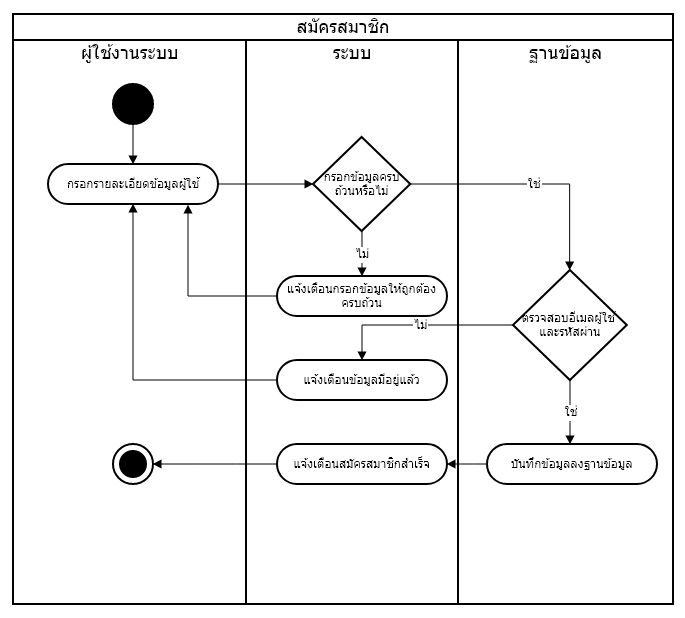 สมัครสมาชิก
ผู้ใช้งานระบบ
ระบบ
ฐานข้อมูล
กรอกรายละเอียดข้อมูลผู้ใช้
กรอกข้อมูลครบ
ถ้วนหรือไม่
ใช่
ไม่
แจ้งเตือนกรอกข้อมูลให้ถูกต้อง
ครบถ้วน
ตรวจสอบอีเมลผู้ใช้
และรหัสผ่าน
ไม่
แจ้งเตือนข้อมูลมีอยู่แล้ว
ใช่
แจ้งเตือนสมัครสมาชิกสำเร็จ
บันทึกข้อมูลลงฐานข้อมูล